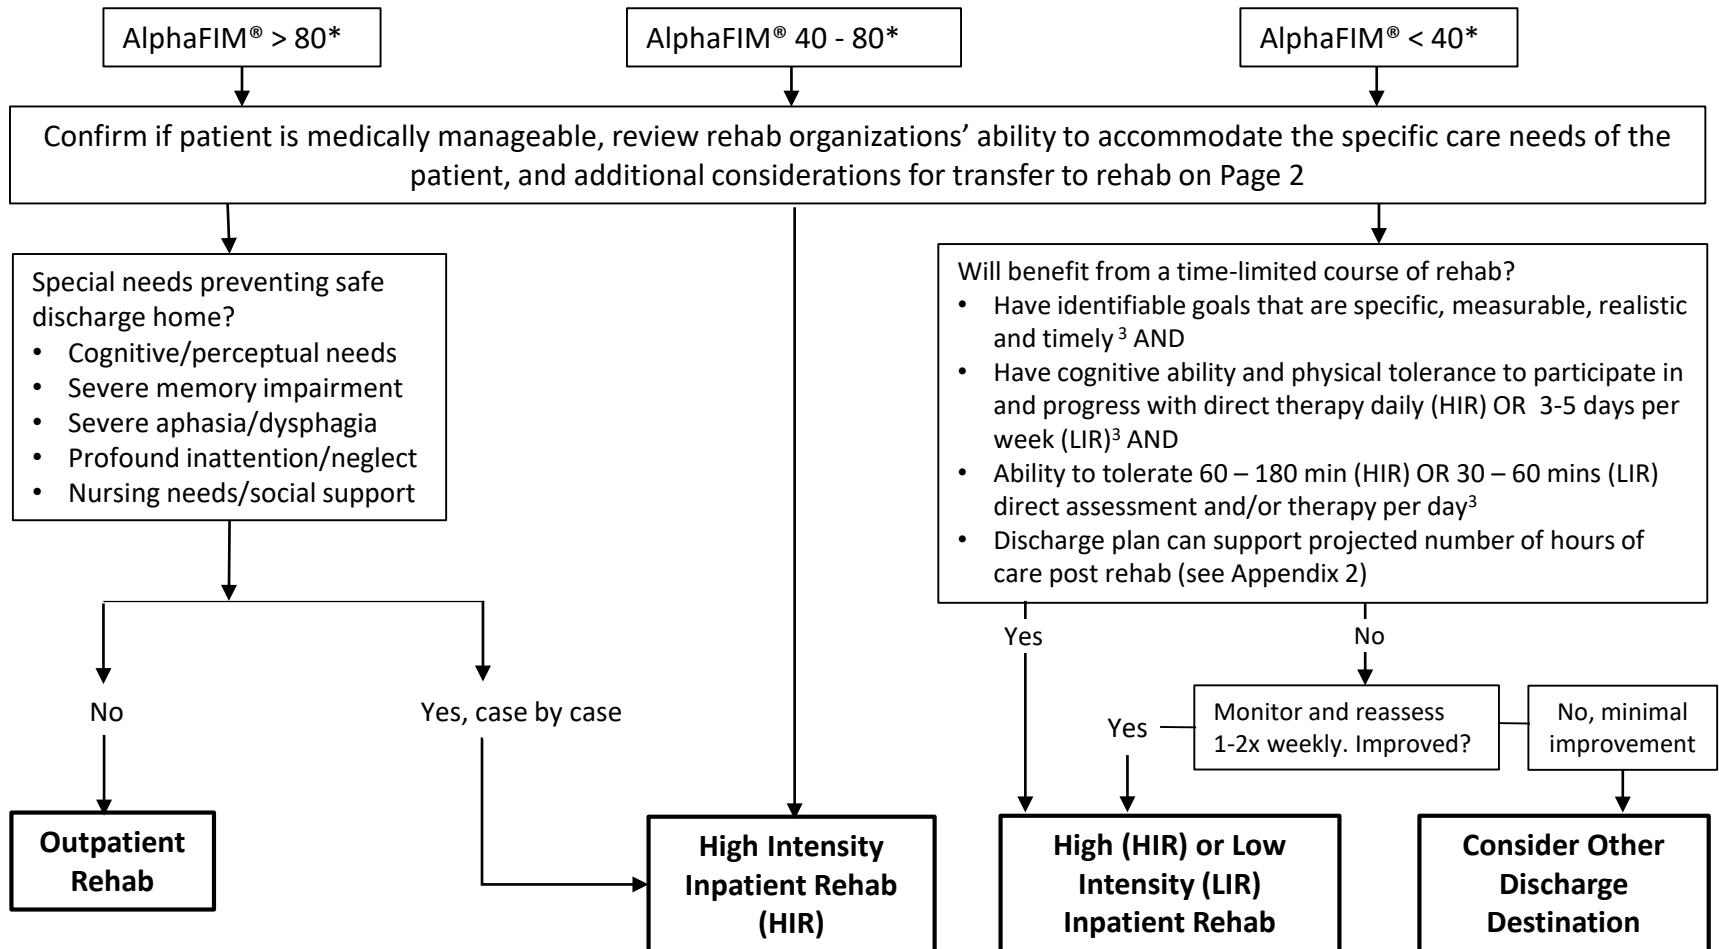 AlphaFIM® > 80*
AlphaFIM® 40 - 80*
AlphaFIM® < 40*
Confirm if patient is medically manageable, review rehab organizations’ ability to accommodate the specific care needs of the
patient, and additional considerations for transfer to rehab on Page 2
Special needs preventing safe
discharge home?
• Cognitive/perceptual needs
• Severe memory impairment
• Severe aphasia/dysphagia
• Profound inattention/neglect
• Nursing needs/social support
Will benefit from a time-limited course of rehab?
• Have identifiable goals that are specific, measurable, realistic
and timely ³ AND
• Have cognitive ability and physical tolerance to participate in
and progress with direct therapy daily (HIR) OR 3-5 days per
week (LIR)³ AND
• Ability to tolerate 60 – 180 min (HIR) OR 30 – 60 mins (LIR)
direct assessment and/or therapy per day³
• Discharge plan can support projected number of hours of
care post rehab (see Appendix 2)
Yes
No
No
Yes, case by case
Yes
Monitor and reassess
1-2x weekly. Improved?
No, minimal
improvement
Outpatient
Rehab
High Intensity
Inpatient Rehab
(HIR)
High (HIR) or Low
Intensity (LIR)
Inpatient Rehab
Consider Other
Discharge
Destination